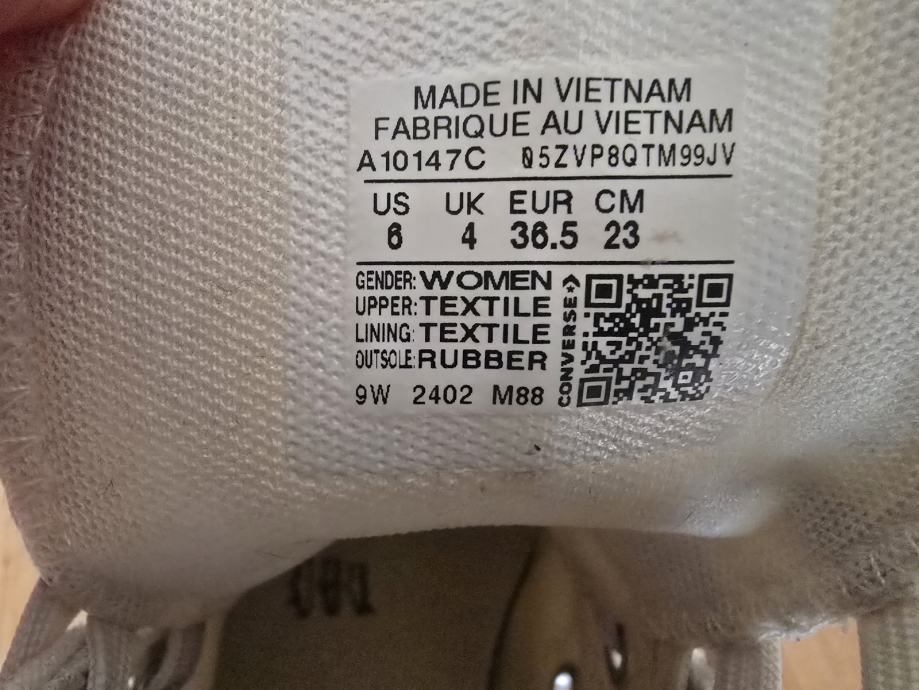 MADE IN VIETNAM
FABRIQUE AU VIETNAM
A10147C 05ZVP8QTM99JV
US UK EUR CM
6 4 36.5 23
GENDER: WOMEN
UPPER: TEXTILE
LINING: TEXTILE
OUTSOLE: RUBBER
9W 2402 M88
CONVERSE